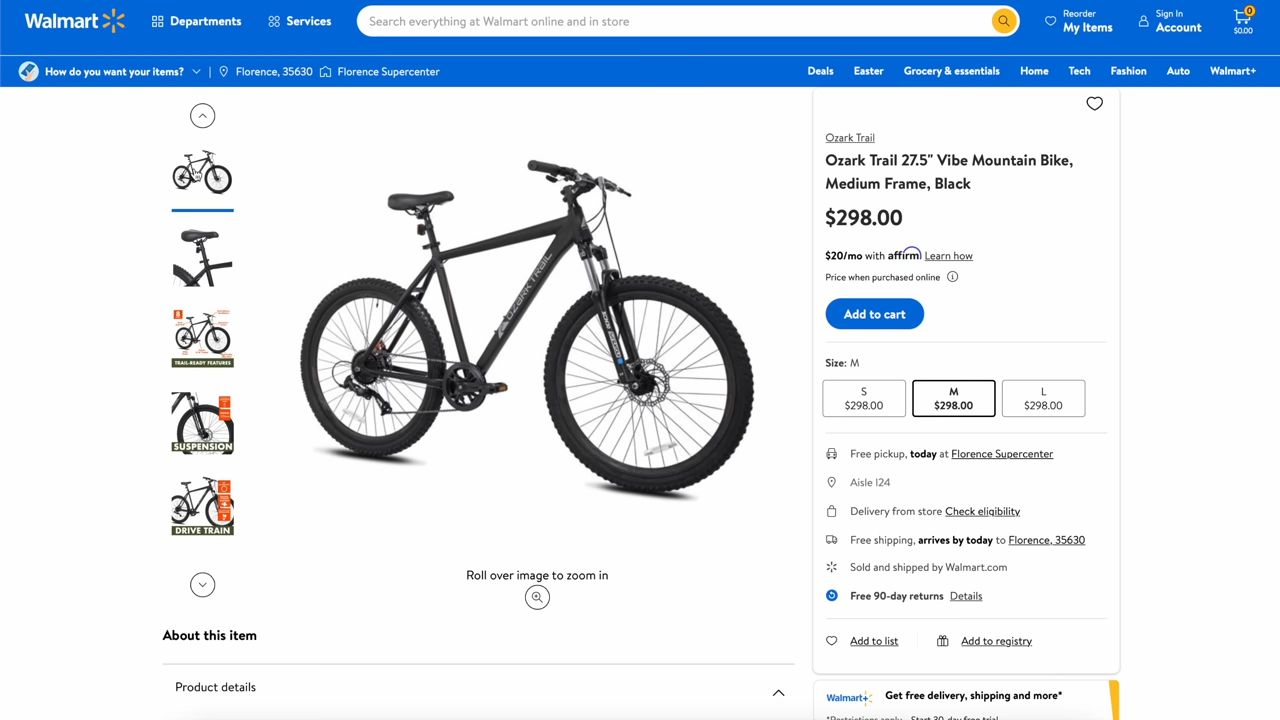 Walmart
Departments
Services
Search everything at Walmart online and in store
Reorder
My Items
Sign In
Account
0
$0.00
How do you want your items?
|
Florence, 35630
Florence Supercenter
Deals
Easter
Grocery & essentials
Home
Tech
Fashion
Auto
Walmart+
TRAIL-READY FEATURES
SUSPENSION
DRIVE TRAIN
OZARK TRAIL
Roll over image to zoom in
About this item
Product details
Ozark Trail
Ozark Trail 27.5" Vibe Mountain Bike,
Medium Frame, Black
$298.00
$20/mo with affirm Learn how
Price when purchased online
Add to cart
Size: M
S
$298.00
M
$298.00
L
$298.00
Free pickup, today at Florence Supercenter
Aisle I24
Delivery from store Check eligibility
Free shipping, arrives by today to Florence, 35630
Sold and shipped by Walmart.com
Free 90-day returns Details
Add to list
Add to registry
Walmart+
Get free delivery, shipping and more*
*Restrictions apply. Start 30-day free trial